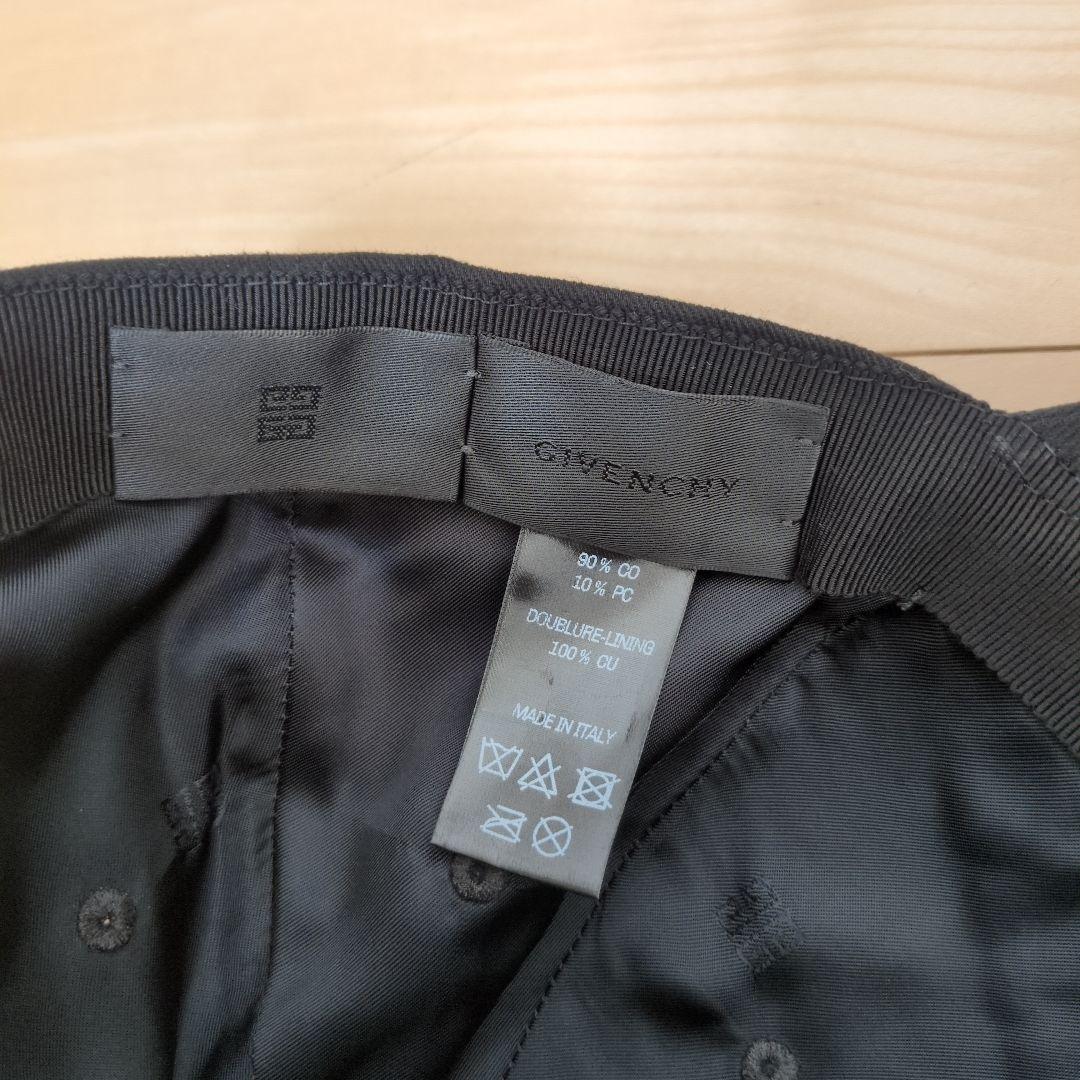 GIVENCHY
90% CO
10% PC
DOUBLURE-LINING
100% CU
MADE IN ITALY